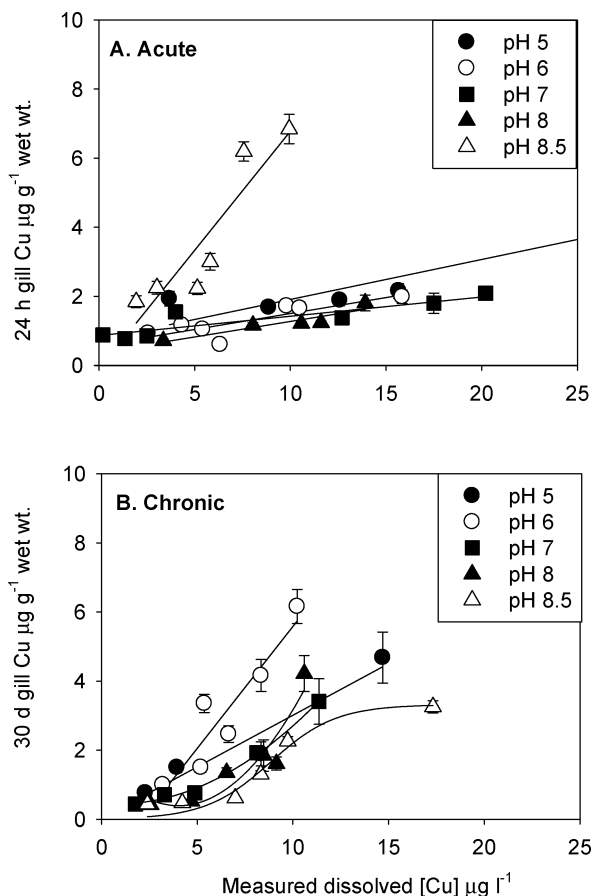 A. Acute
pH 5
pH 6
pH 7
pH 8
pH 8.5
24 h gill Cu µg g⁻¹ wet wt.
10
8
6
4
2
0
0 5 10 15 20 25
B. Chronic
pH 5
pH 6
pH 7
pH 8
pH 8.5
30 d gill Cu µg g⁻¹ wet wt.
10
8
6
4
2
0
0 5 10 15 20 25
Measured dissolved [Cu] µg l⁻¹